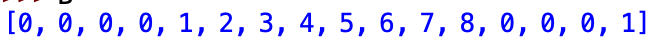 [0, 0, 0, 0, 1, 2, 3, 4, 5, 6, 7, 8, 0, 0, 0, 1]